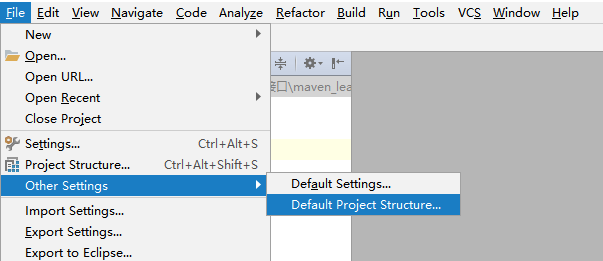 File Edit View Navigate Code Analyze Refactor Build Run Tools VCS Window Help
New
Open...
Open URL...
Open Recent
接口\maven_lea
Close Project
Settings... Ctrl+Alt+S
Project Structure... Ctrl+Alt+Shift+S
Other Settings
Default Settings...
Default Project Structure...
Import Settings...
Export Settings...
Export to Eclipse...